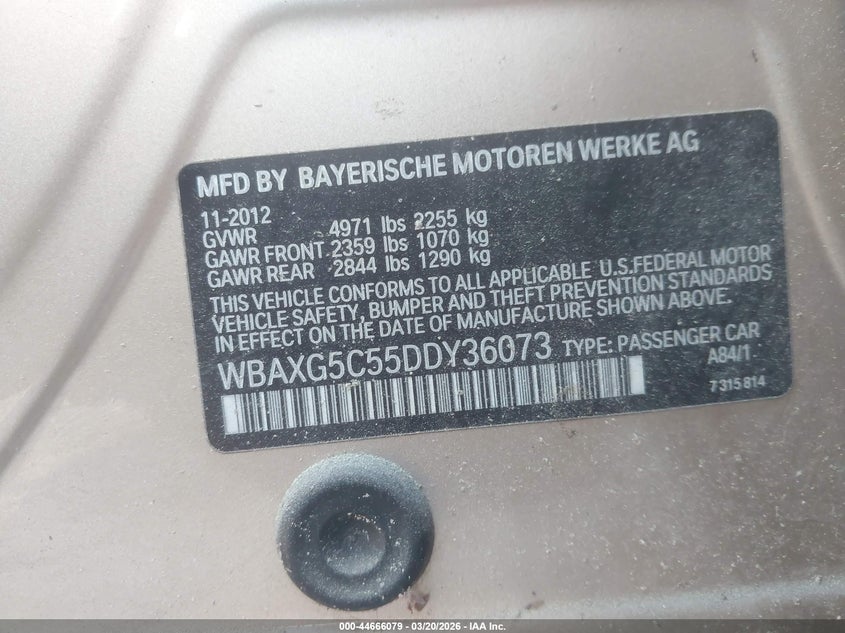 MFD BY BAYERISCHE MOTOREN WERKE AG
11-2012
GVWR 4971 lbs 2255 kg
GAWR FRONT 2359 lbs 1070 kg
GAWR REAR 2844 lbs 1290 kg
THIS VEHICLE CONFORMS TO ALL APPLICABLE U.S.FEDERAL MOTOR
VEHICLE SAFETY, BUMPER AND THEFT PREVENTION STANDARDS
IN EFFECT ON THE DATE OF MANUFACTURE SHOWN ABOVE.
WBAXG5C55DDY36073 TYPE: PASSENGER CAR
A84/1
7315814
000-44666079 - 03/20/2026 - IAA Inc.